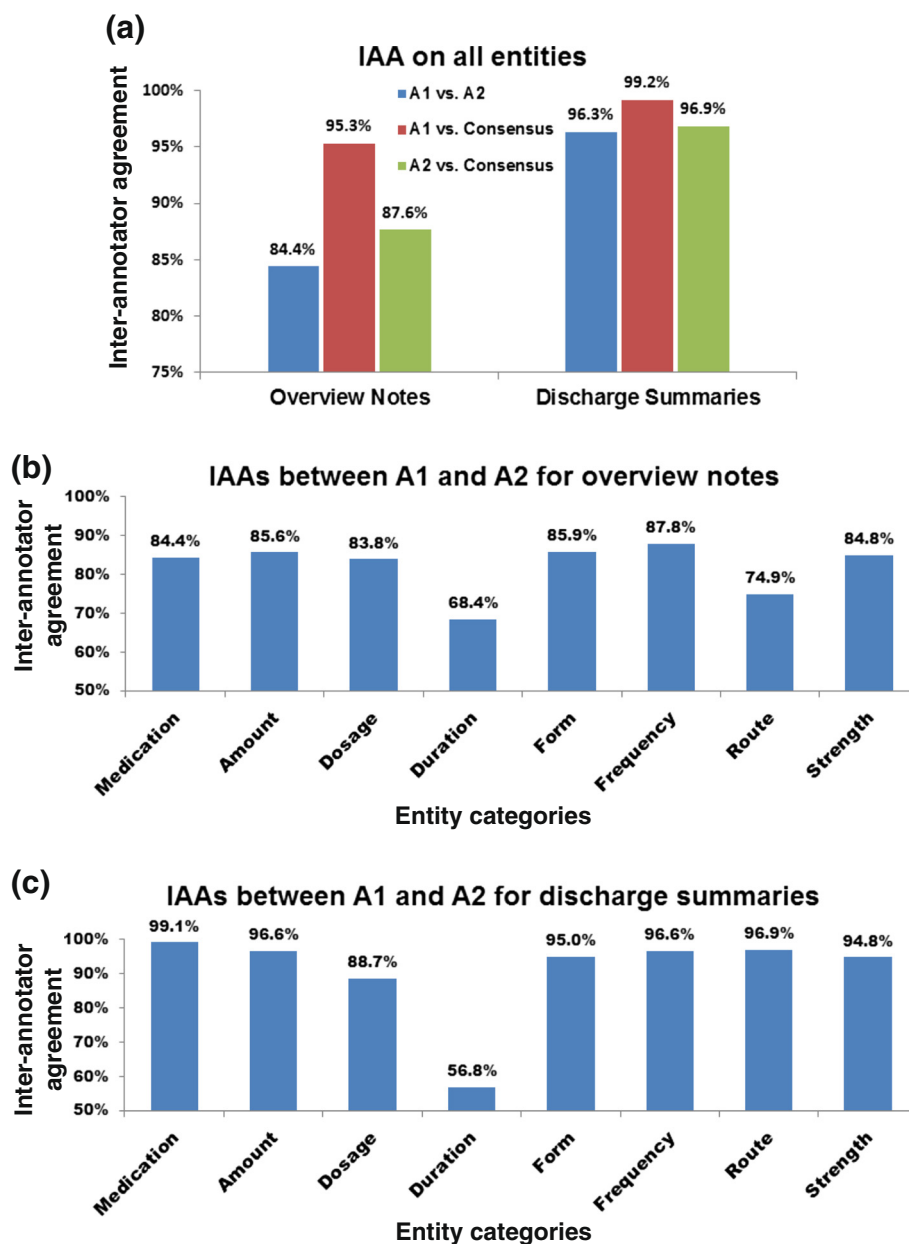 (a)
IAA on all entities
Inter-annotator agreement
100%
95%
90%
85%
80%
75%
A1 vs. A2
A1 vs. Consensus
A2 vs. Consensus
84.4%
95.3%
87.6%
96.3%
99.2%
96.9%
Overview Notes
Discharge Summaries
(b)
IAAs between A1 and A2 for overview notes
Inter-annotator
agreement
100%
90%
80%
70%
60%
50%
84.4%
85.6%
83.8%
68.4%
85.9%
87.8%
74.9%
84.8%
Medication
Amount
Dosage
Duration
Form
Frequency
Route
Strength
Entity categories
(c)
IAAs between A1 and A2 for discharge summaries
Inter-annotator
agreement
100%
90%
80%
70%
60%
50%
99.1%
96.6%
88.7%
56.8%
95.0%
96.6%
96.9%
94.8%
Medication
Amount
Dosage
Duration
Form
Frequency
Route
Strength
Entity categories